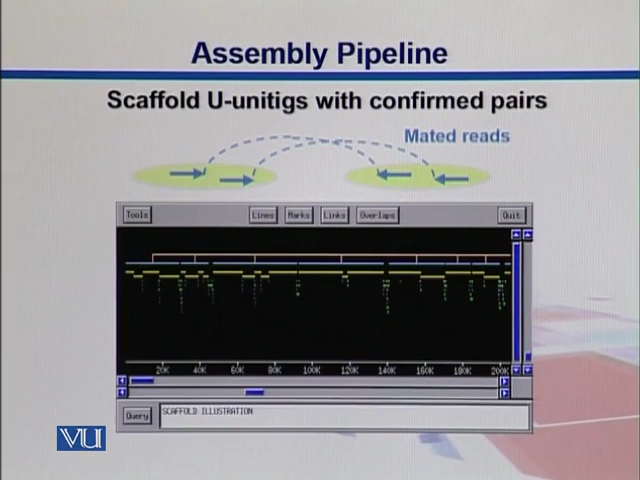 Assembly Pipeline
Scaffold U-unitigs with confirmed pairs
Mated reads
Tools Lines Marks Links Overlaps Quit
20K 40K 60K 80K 100K 120K 140K 160K 180K 200K
Query SCAFFOLD ILLUSTRATION
VU